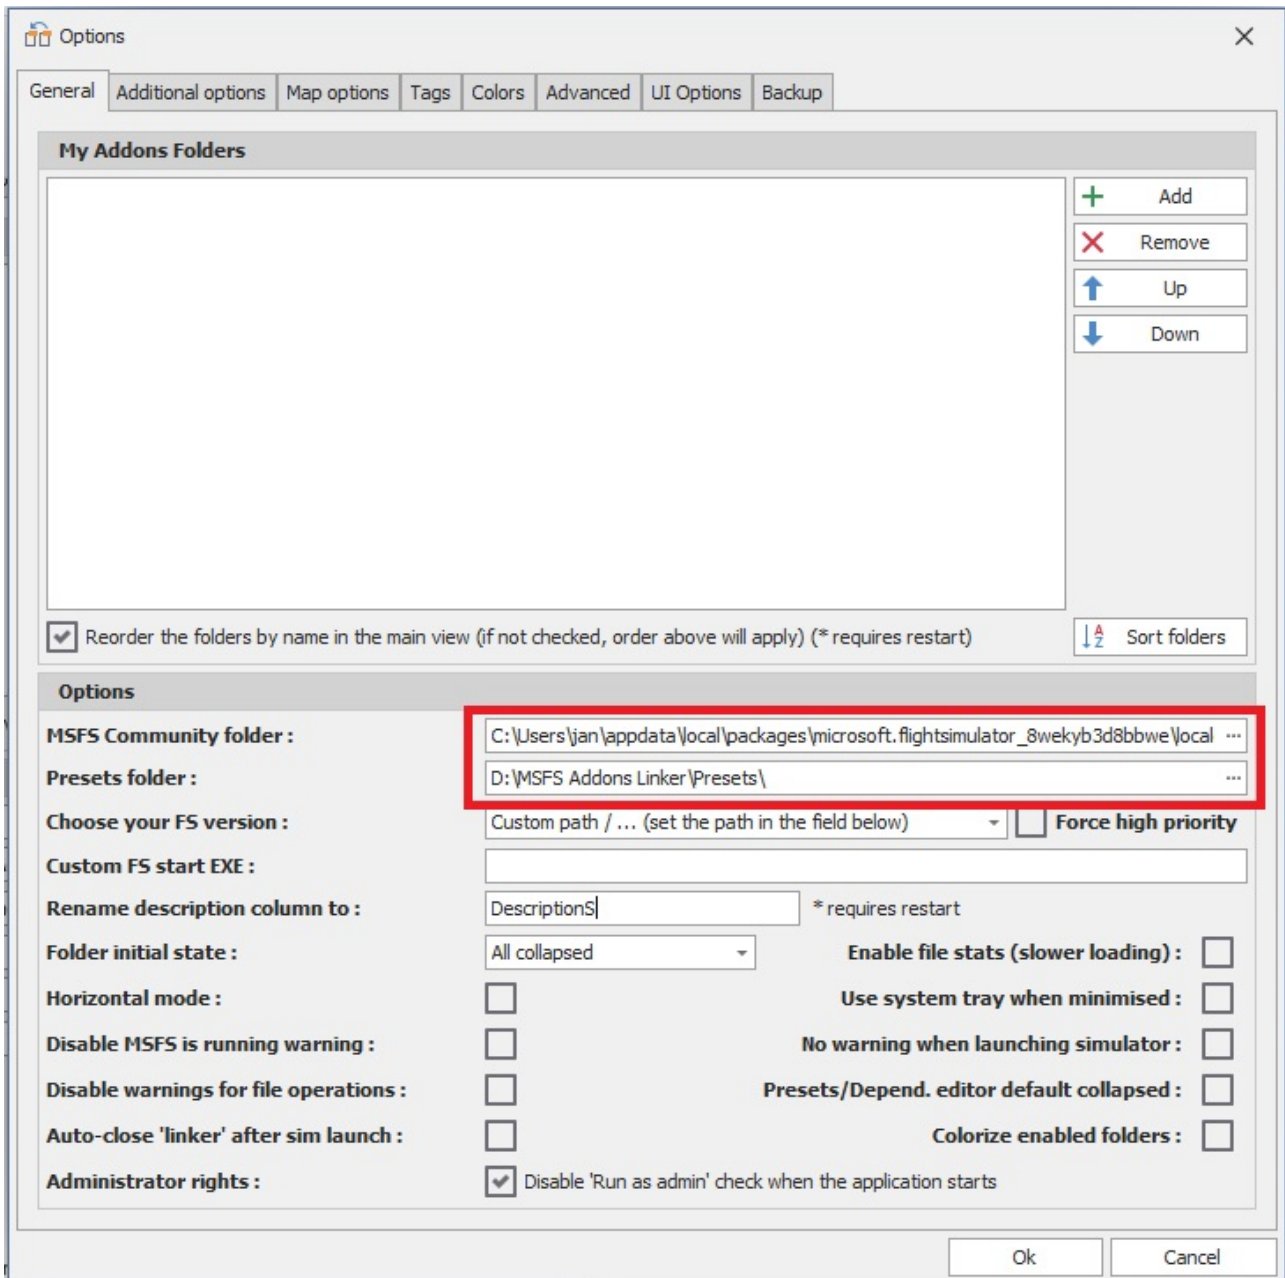 Options
General Additional options Map options Tags Colors Advanced UI Options Backup
My Addons Folders
Add
Remove
Up
Down
Reorder the folders by name in the main view (if not checked, order above will apply) (* requires restart) Sort folders
Options
MSFS Community folder : C:\Users\jan\appdata\local\packages\microsoft.flightsimulator_8wekyb3d8bbwe\local ...
Presets folder : D:\MSFS Addons Linker\Presets\ ...
Choose your FS version : Custom path / ... (set the path in the field below) Force high priority
Custom FS start EXE :
Rename description column to : DescriptionS * requires restart
Folder initial state : All collapsed Enable file stats (slower loading) :
Horizontal mode : Use system tray when minimised :
Disable MSFS is running warning : No warning when launching simulator :
Disable warnings for file operations : Presets/Depend. editor default collapsed :
Auto-close 'linker' after sim launch : Colorize enabled folders :
Administrator rights : Disable 'Run as admin' check when the application starts
Ok Cancel